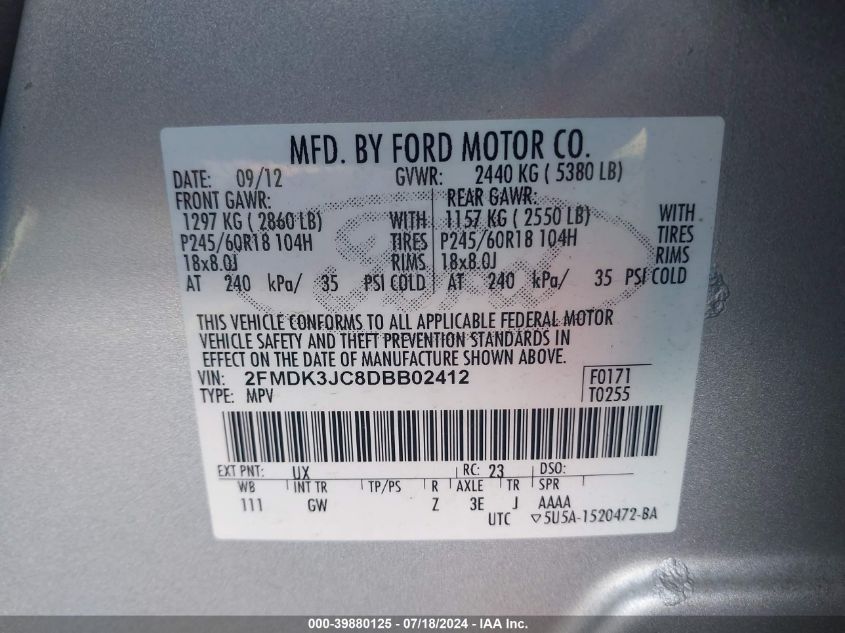 MFD. BY FORD MOTOR CO.
DATE: 09/12 GVWR: 2440 KG ( 5380 LB)
FRONT GAWR: REAR GAWR:
1297 KG ( 2860 LB) WITH 1157 KG ( 2550 LB) WITH
P245/60R18 104H TIRES P245/60R18 104H TIRES
18x8.0J RIMS 18x8.0J RIMS
AT 240 kPa/ 35 PSI COLD AT 240 kPa/ 35 PSI COLD
THIS VEHICLE CONFORMS TO ALL APPLICABLE FEDERAL MOTOR
VEHICLE SAFETY AND THEFT PREVENTION STANDARDS IN
EFFECT ON THE DATE OF MANUFACTURE SHOWN ABOVE.
VIN: 2FMDK3JC8DBB02412 F0171
TYPE: MPV T0255
EXT PNT: UX RC: 23 DSO:
WB INT TR TP/PS R AXLE TR SPR
111 GW Z 3E J AAAA
UTC ▽5U5A-1520472-BA
000-39880125 - 07/18/2024 - IAA Inc.